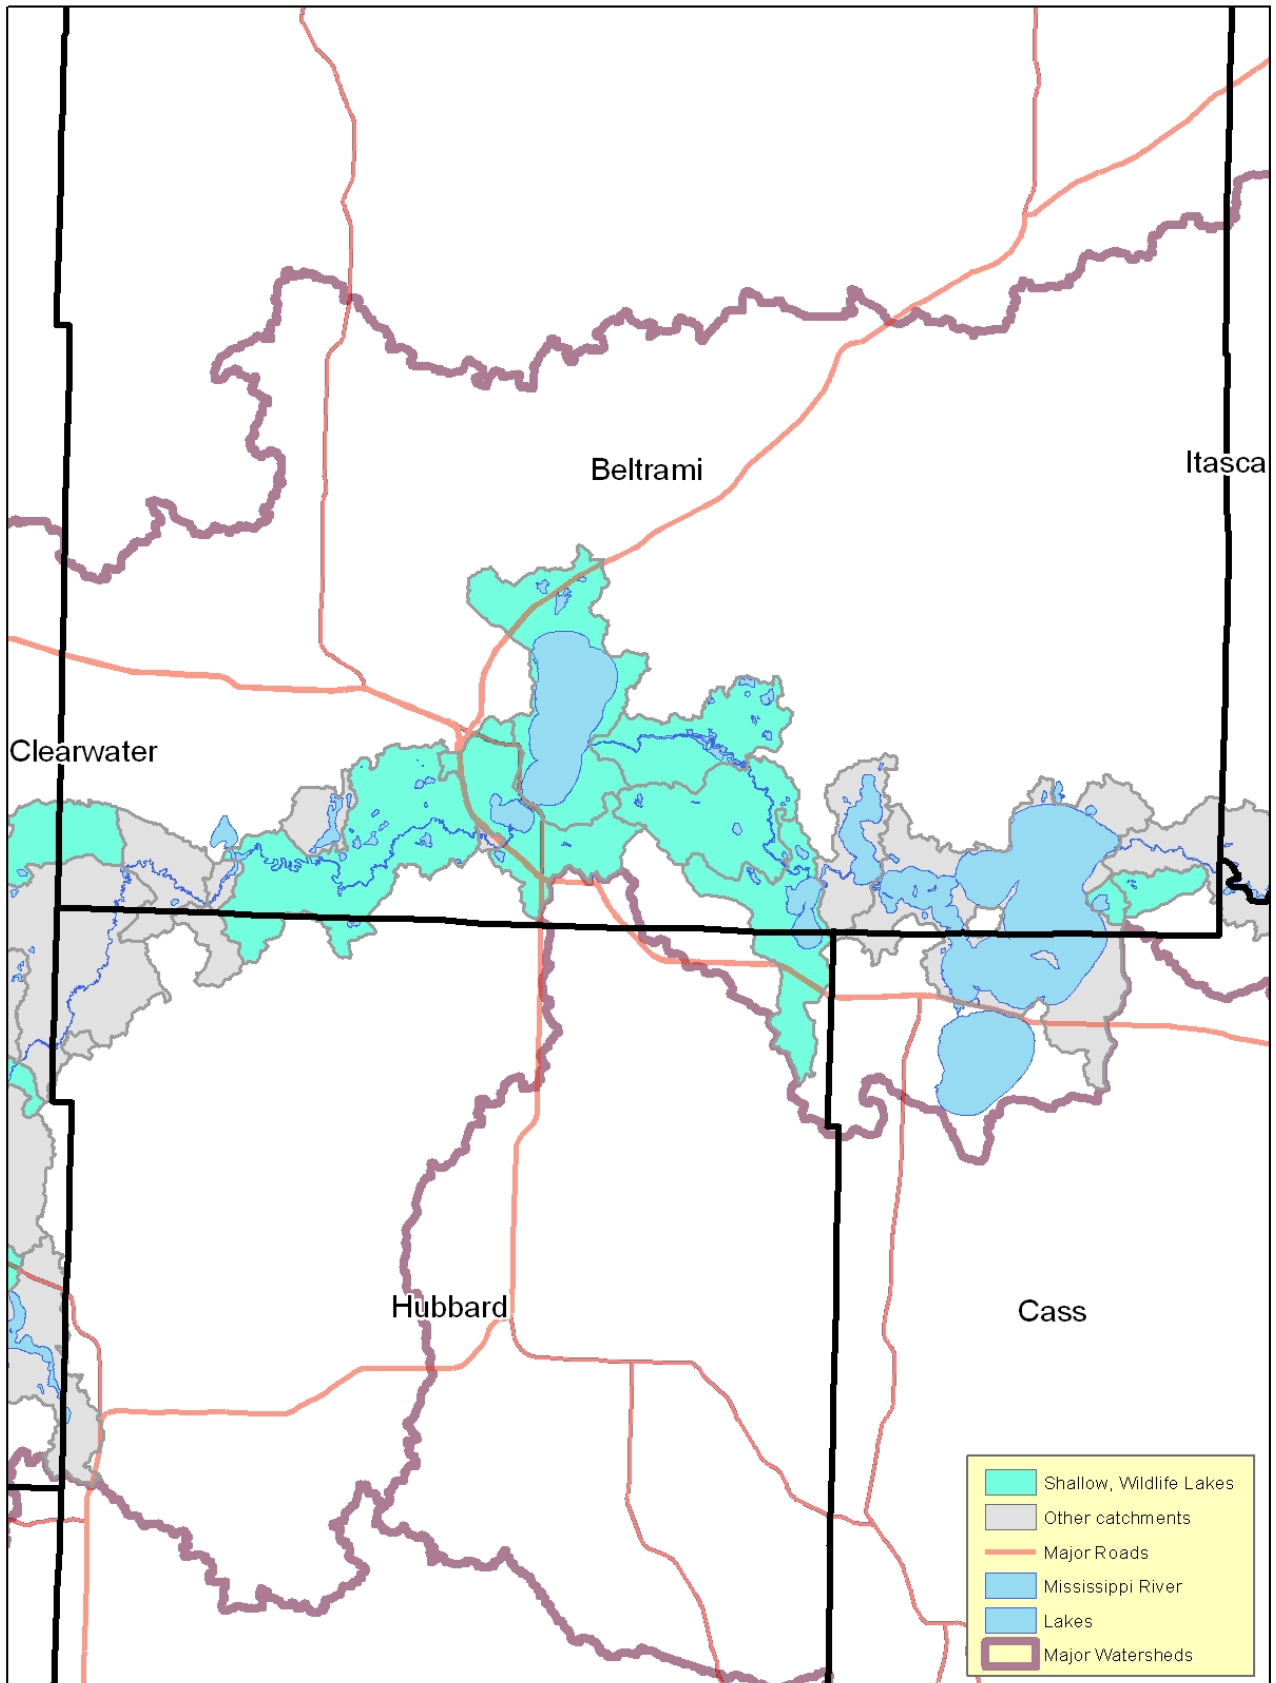 Beltrami
Itasca
Clearwater
Hubbard
Cass
Shallow, Wildlife Lakes
Other catchments
Major Roads
Mississippi River
Lakes
Major Watersheds